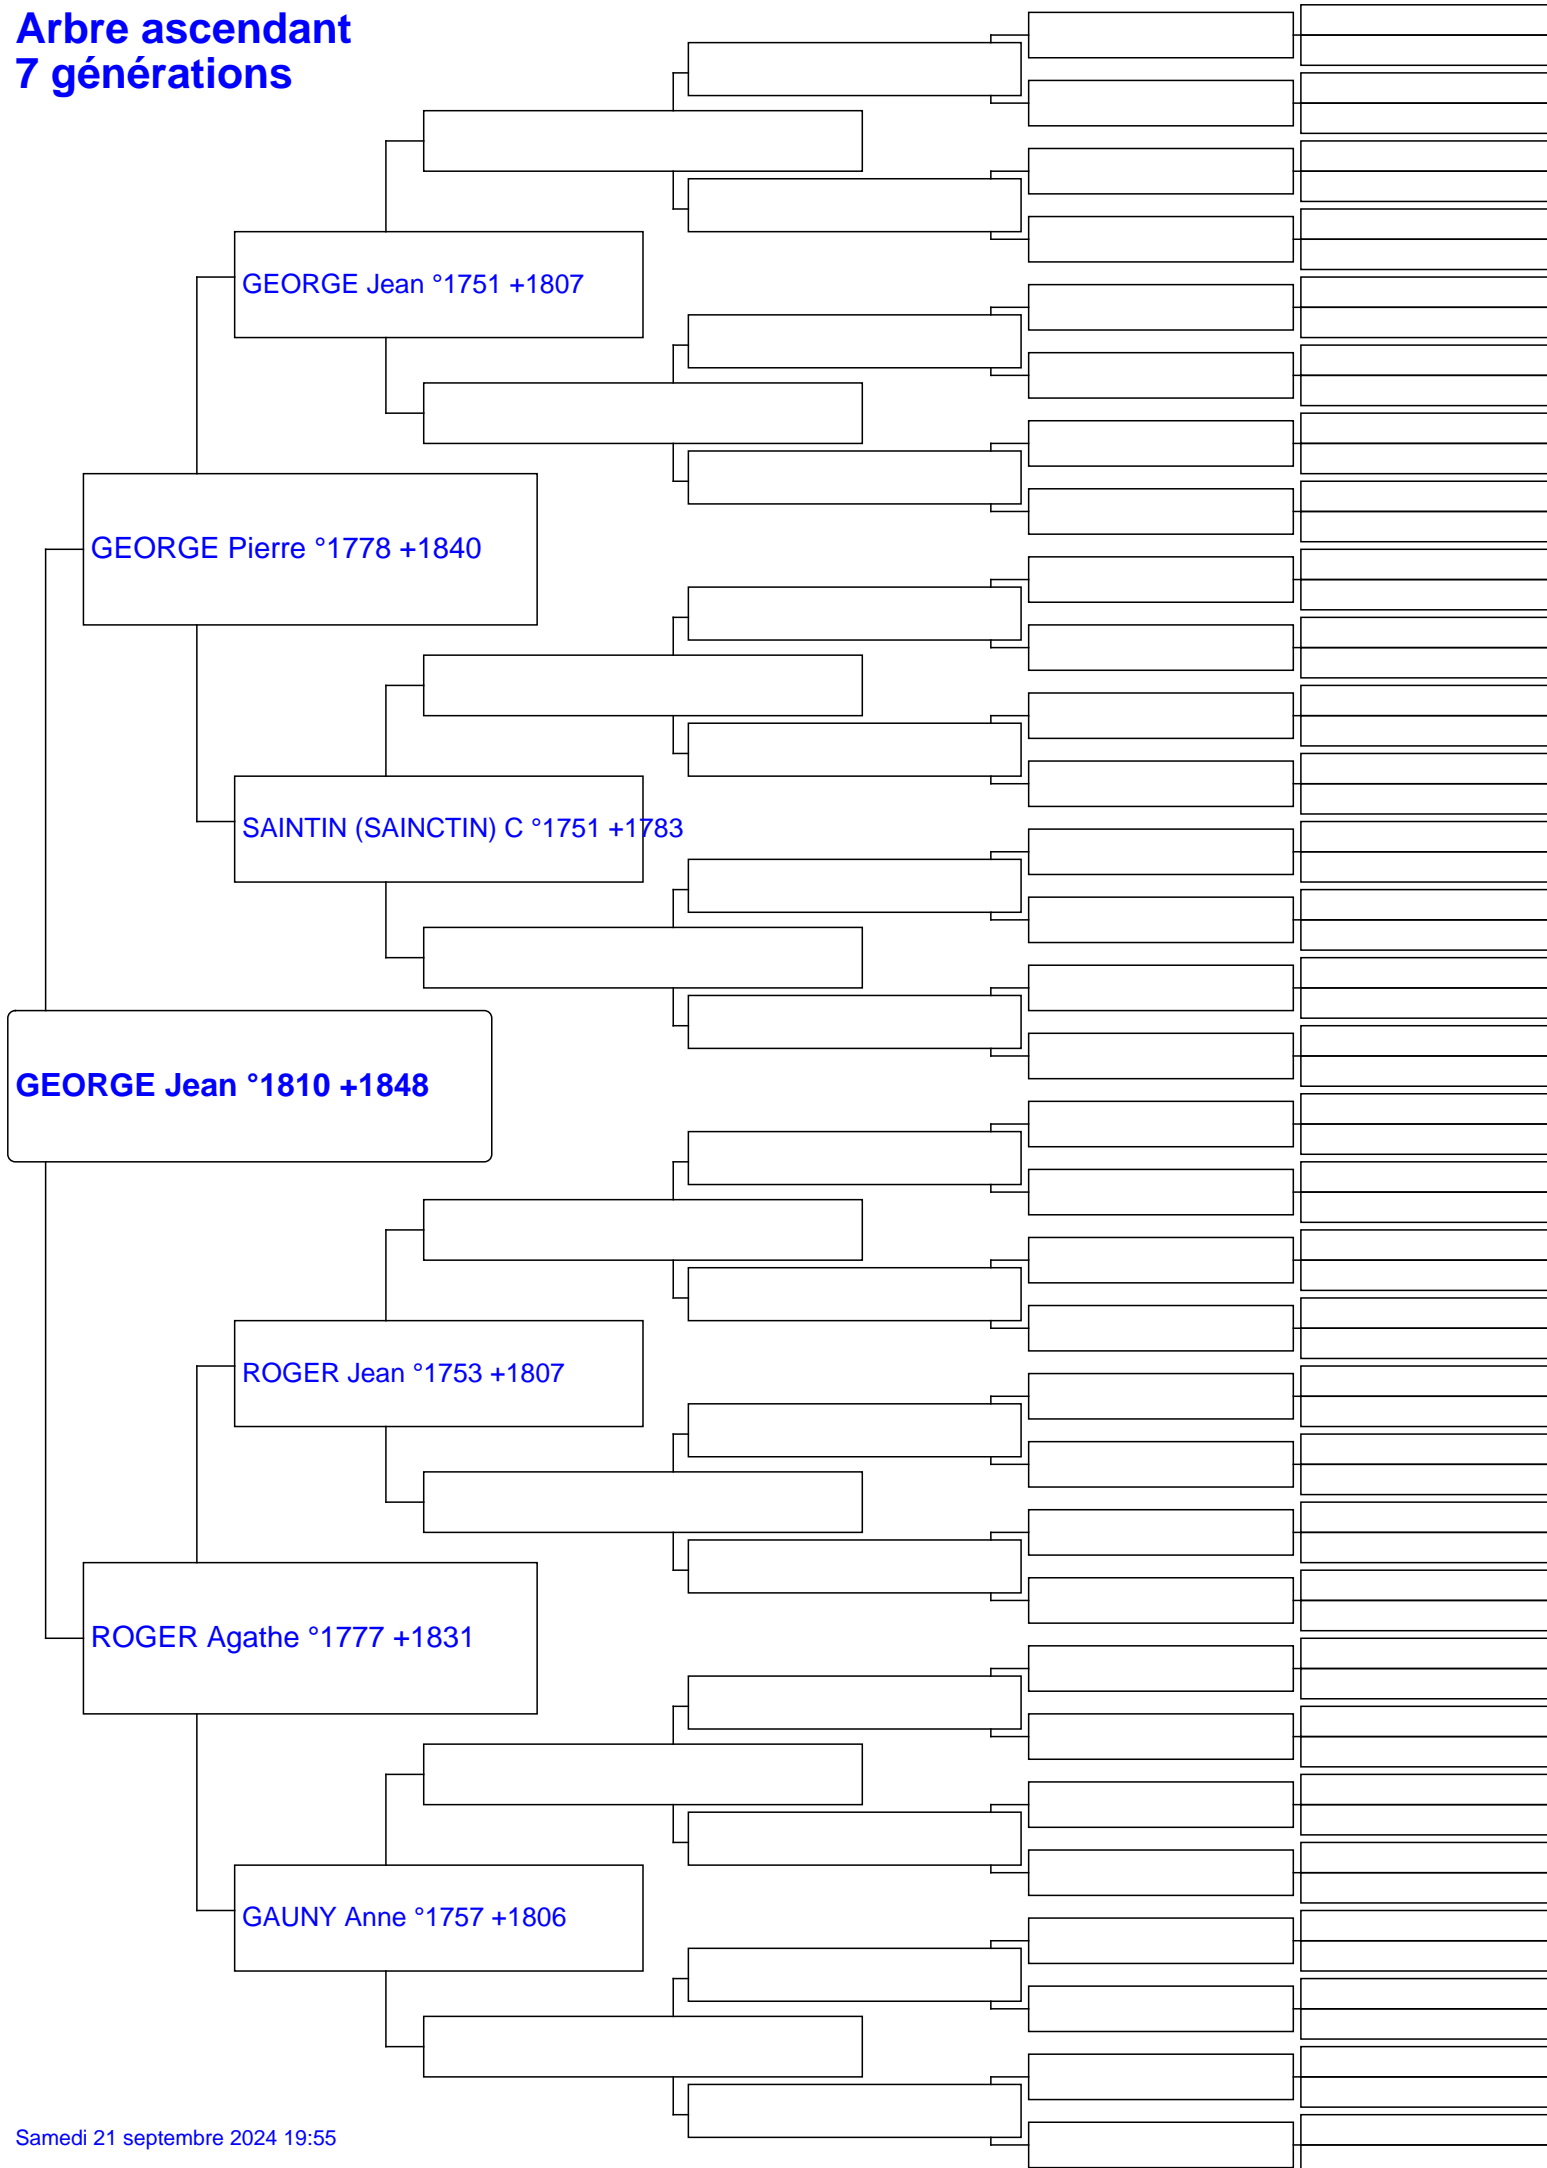 Arbre ascendant
7 générations
GEORGE Jean °1751 +1807
GEORGE Pierre °1778 +1840
SAINTIN (SAINCTIN) C °1751 +1783
GEORGE Jean °1810 +1848
ROGER Jean °1753 +1807
ROGER Agathe °1777 +1831
GAUNY Anne °1757 +1806
Samedi 21 septembre 2024 19:55